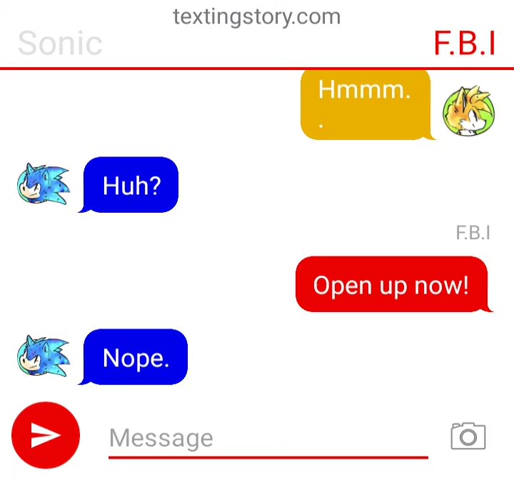 textingstory.com
Sonic
F.B.I
Hmmm.
.
Huh?
F.B.I
Open up now!
Nope.
Message